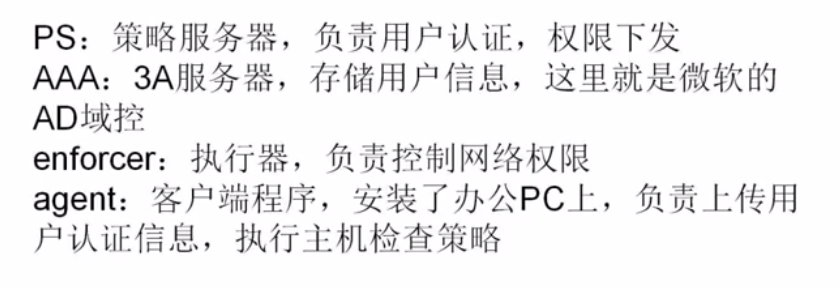 PS：策略服务器，负责用户认证，权限下发
AAA：3A服务器，存储用户信息，这里就是微软的
AD域控
enforcer：执行器，负责控制网络权限
agent：客户端程序，安装了办公PC上，负责上传用
户认证信息，执行主机检查策略